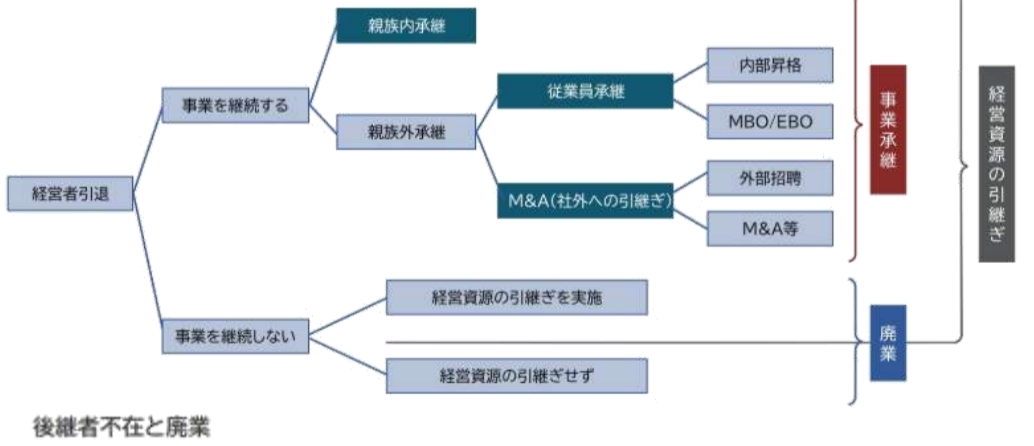 親族内承継
事業を継続する
親族外承継
従業員承継
内部昇格
MBO/EBO
経営者引退
M&A(社外への引継ぎ)
外部招聘
M&A等
事業承継
経営資源の引継ぎ
事業を継続しない
経営資源の引継ぎを実施
経営資源の引継ぎせず
廃業
後継者不在と廃業